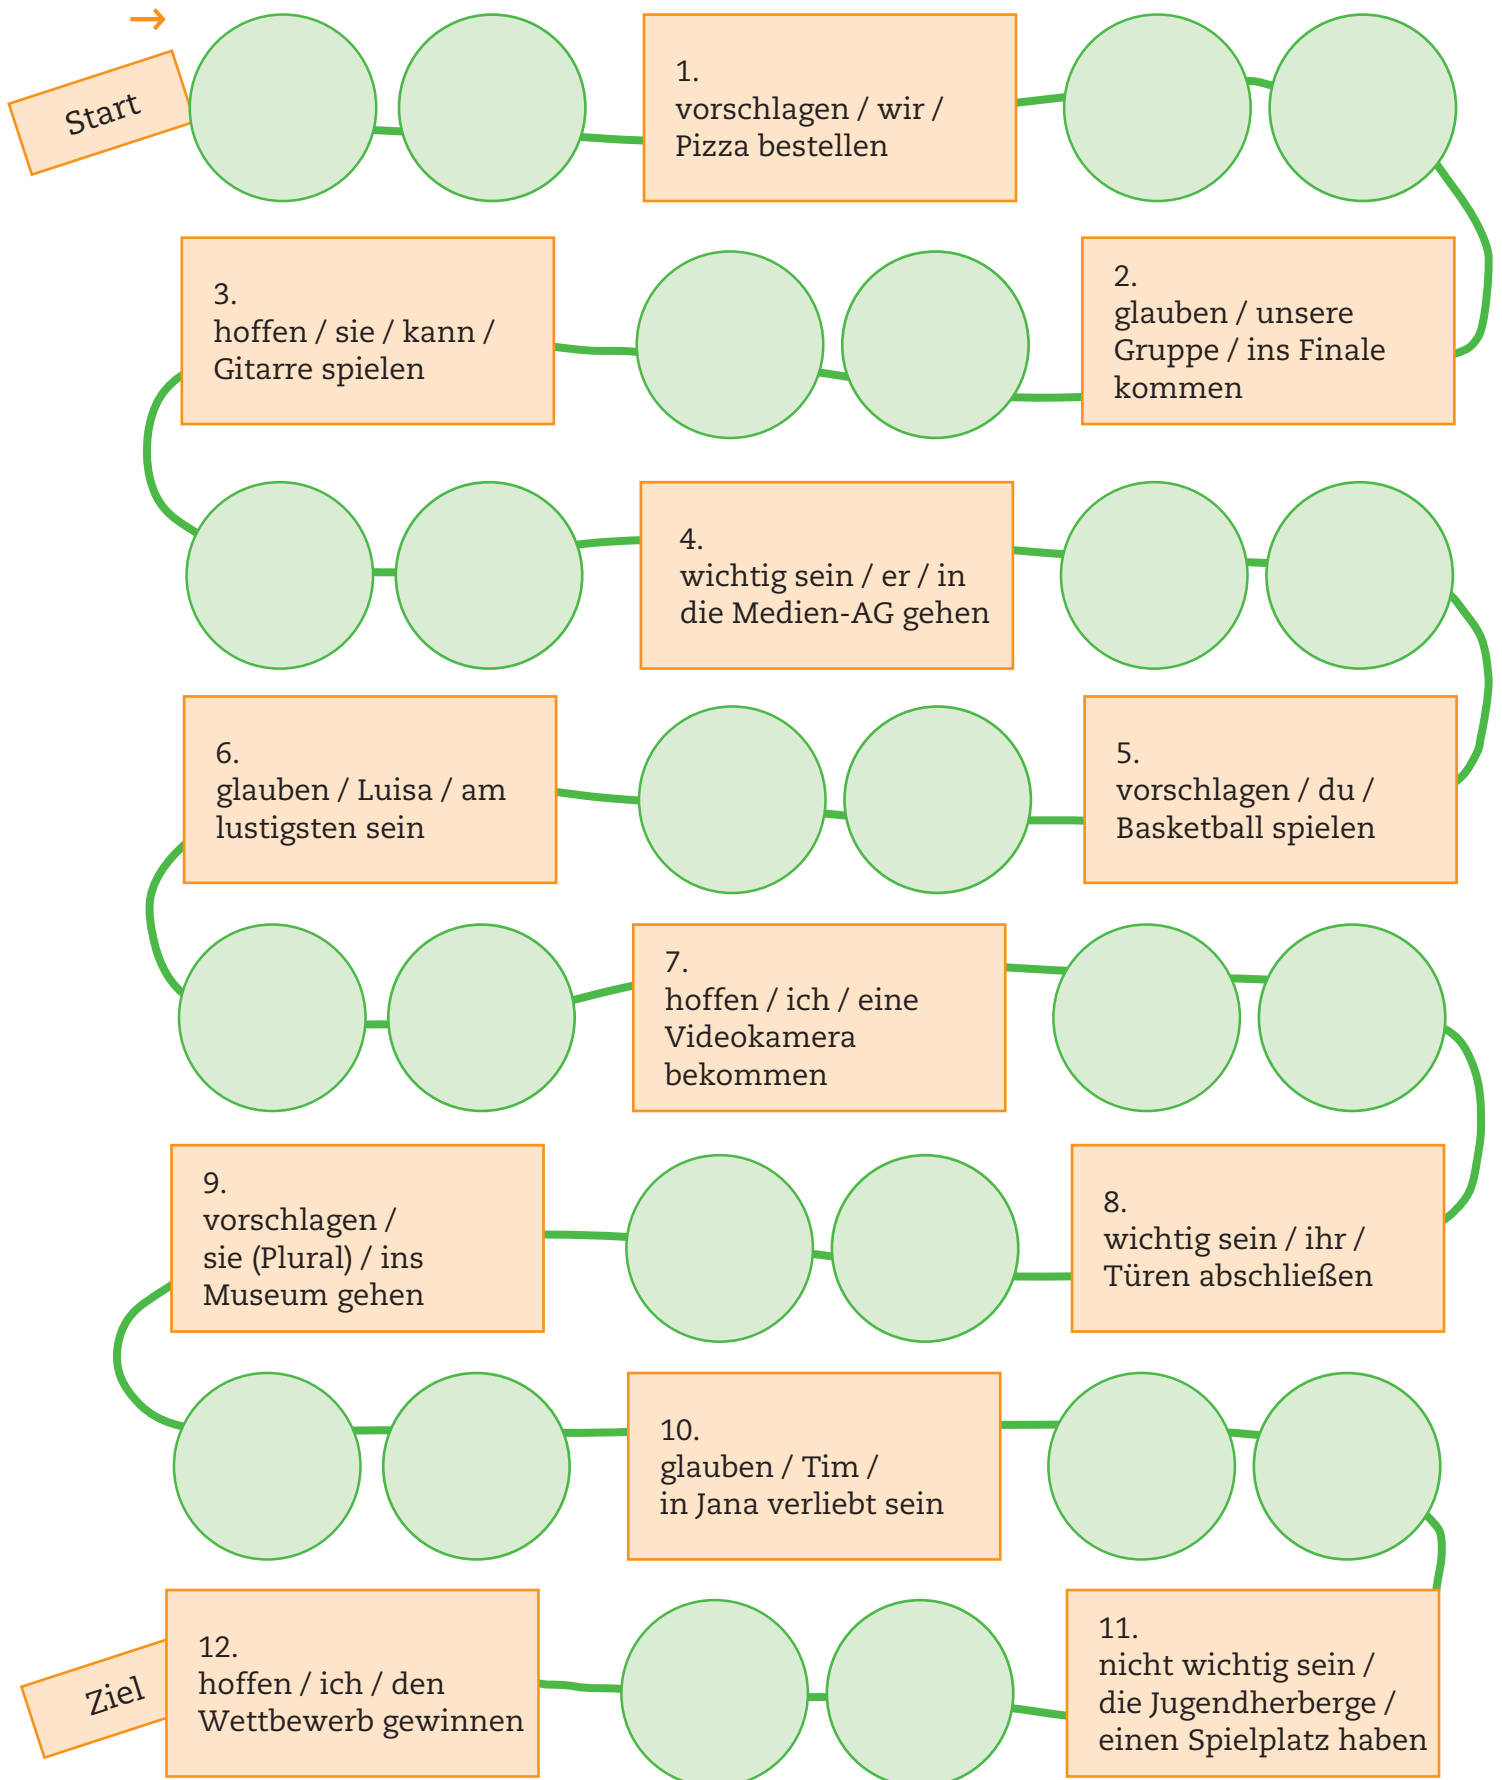 →
Start
1.
vorschlagen / wir /
Pizza bestellen
2.
glauben / unsere
Gruppe / ins Finale
kommen
3.
hoffen / sie / kann /
Gitarre spielen
4.
wichtig sein / er / in
die Medien-AG gehen
5.
vorschlagen / du /
Basketball spielen
6.
glauben / Luisa / am
lustigsten sein
7.
hoffen / ich / eine
Videokamera
bekommen
8.
wichtig sein / ihr /
Türen abschließen
9.
vorschlagen /
sie (Plural) / ins
Museum gehen
10.
glauben / Tim /
in Jana verliebt sein
11.
nicht wichtig sein /
die Jugendherberge /
einen Spielplatz haben
12.
hoffen / ich / den
Wettbewerb gewinnen
Ziel